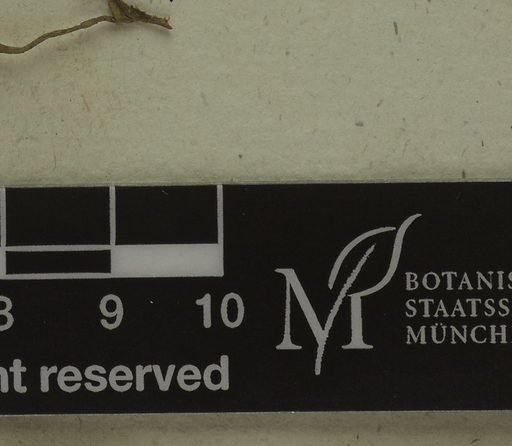 8 9 10
nt reserved
BOTANIS
STAATSS
MÜNCH